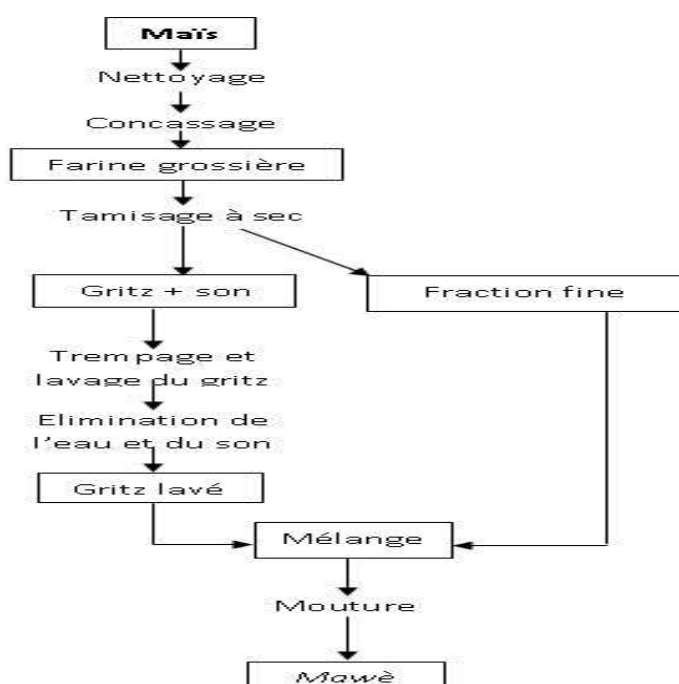 Maïs
Nettoyage
Concassage
Farine grossière
Tamisage à sec
Gritz + son
Fraction fine
Trempage et
lavage du gritz
Elimination de
l'eau et du son
Gritz lavé
Mélange
Mouture
Mawè